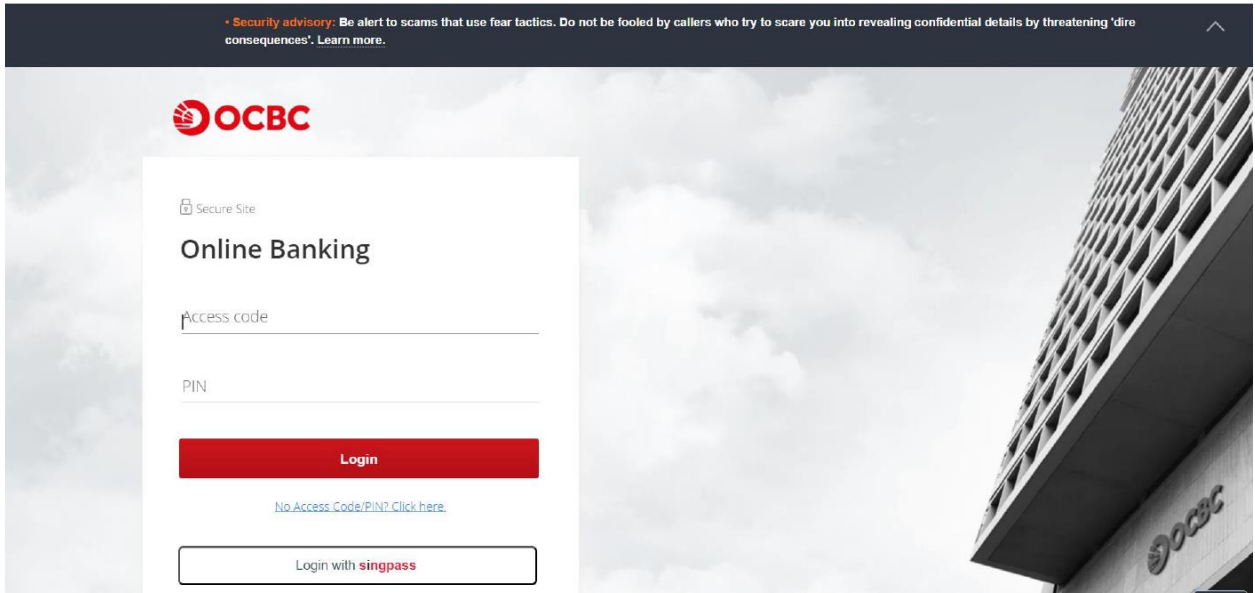 • Security advisory: Be alert to scams that use fear tactics. Do not be fooled by callers who try to scare you into revealing confidential details by threatening 'dire
consequences'. Learn more.
OCBC
Secure Site
Online Banking
Access code
PIN
Login
No Access Code/PIN? Click here.
Login with singpass
OCBC